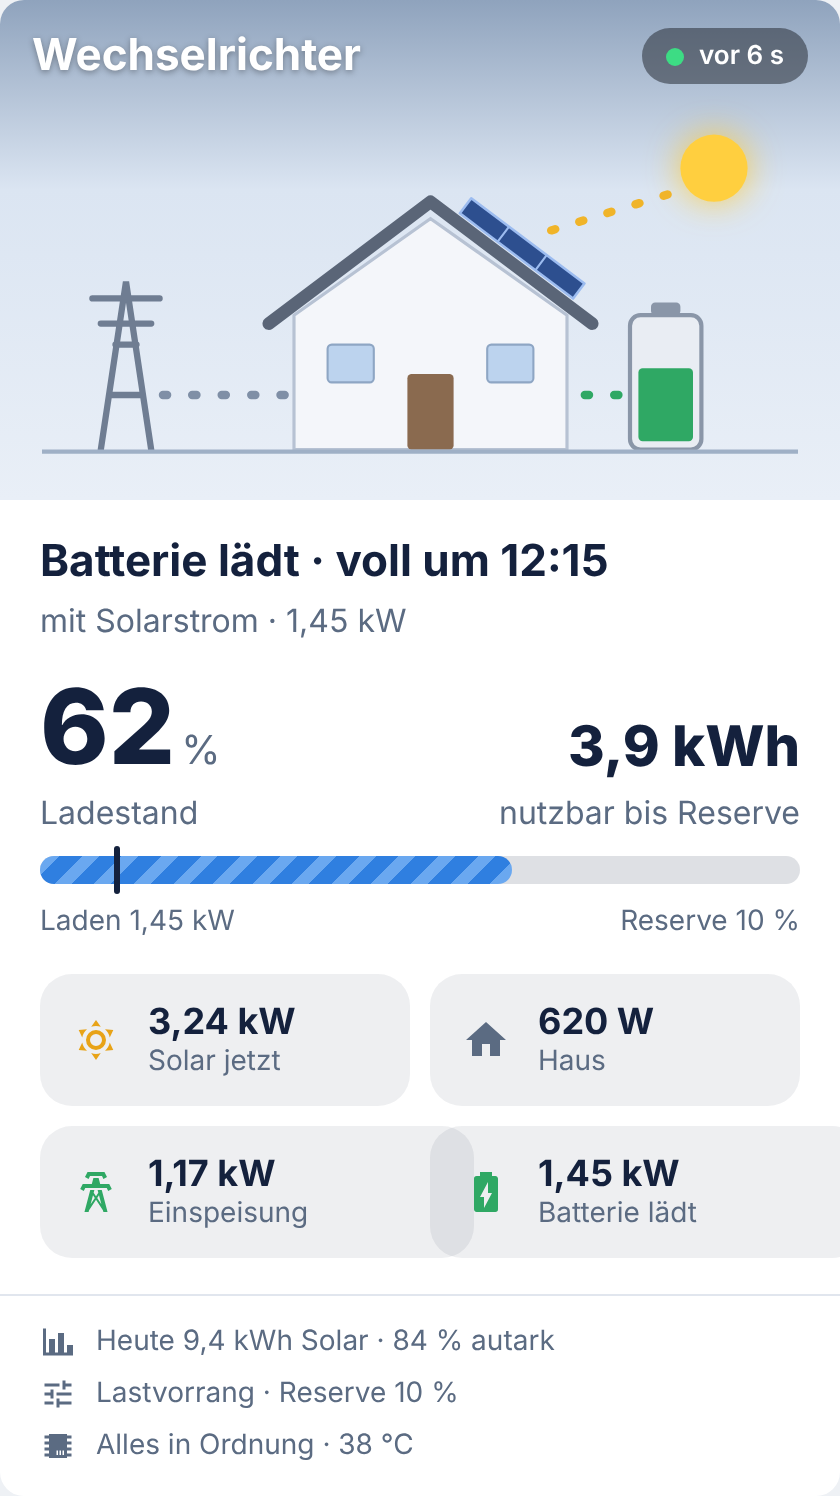 Wechselrichter
vor 6 s
Batterie lädt · voll um 12:15
mit Solarstrom · 1,45 kW
62 %
3,9 kWh
Ladestand
nutzbar bis Reserve
Laden 1,45 kW
Reserve 10 %
3,24 kW
Solar jetzt
620 W
Haus
1,17 kW
Einspeisung
1,45 kW
Batterie lädt
Heute 9,4 kWh Solar · 84 % autark
Lastvorrang · Reserve 10 %
Alles in Ordnung · 38 °C